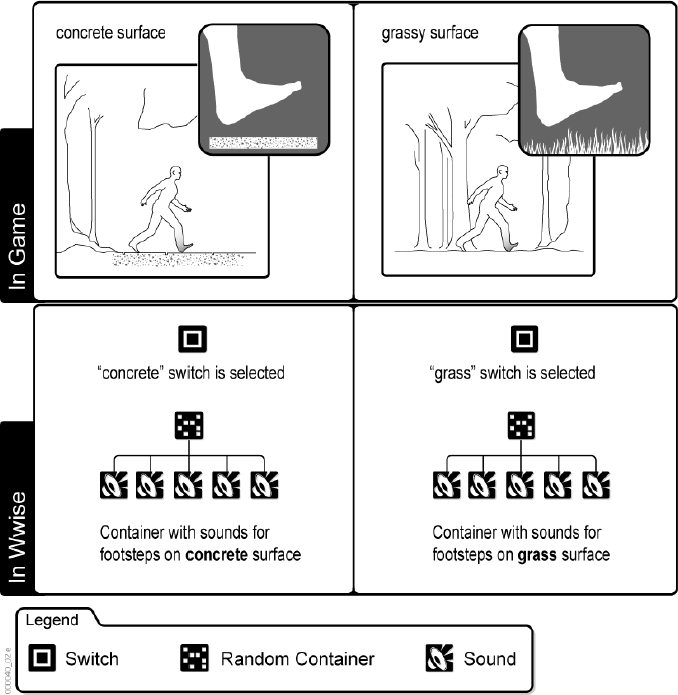 concrete surface
grassy surface
In Game
"concrete" switch is selected
"grass" switch is selected
In Wwise
Container with sounds for
footsteps on concrete surface
Container with sounds for
footsteps on grass surface
Legend
Switch
Random Container
Sound